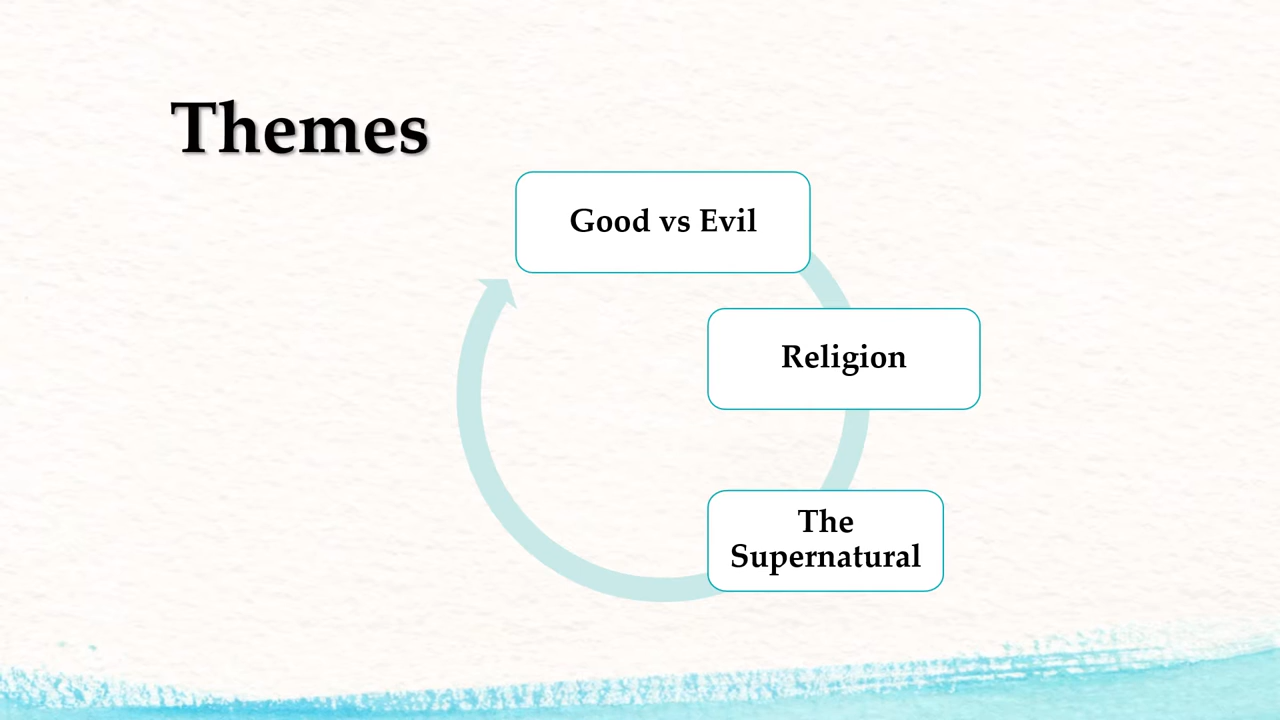 Themes
Good vs Evil
Religion
The
Supernatural